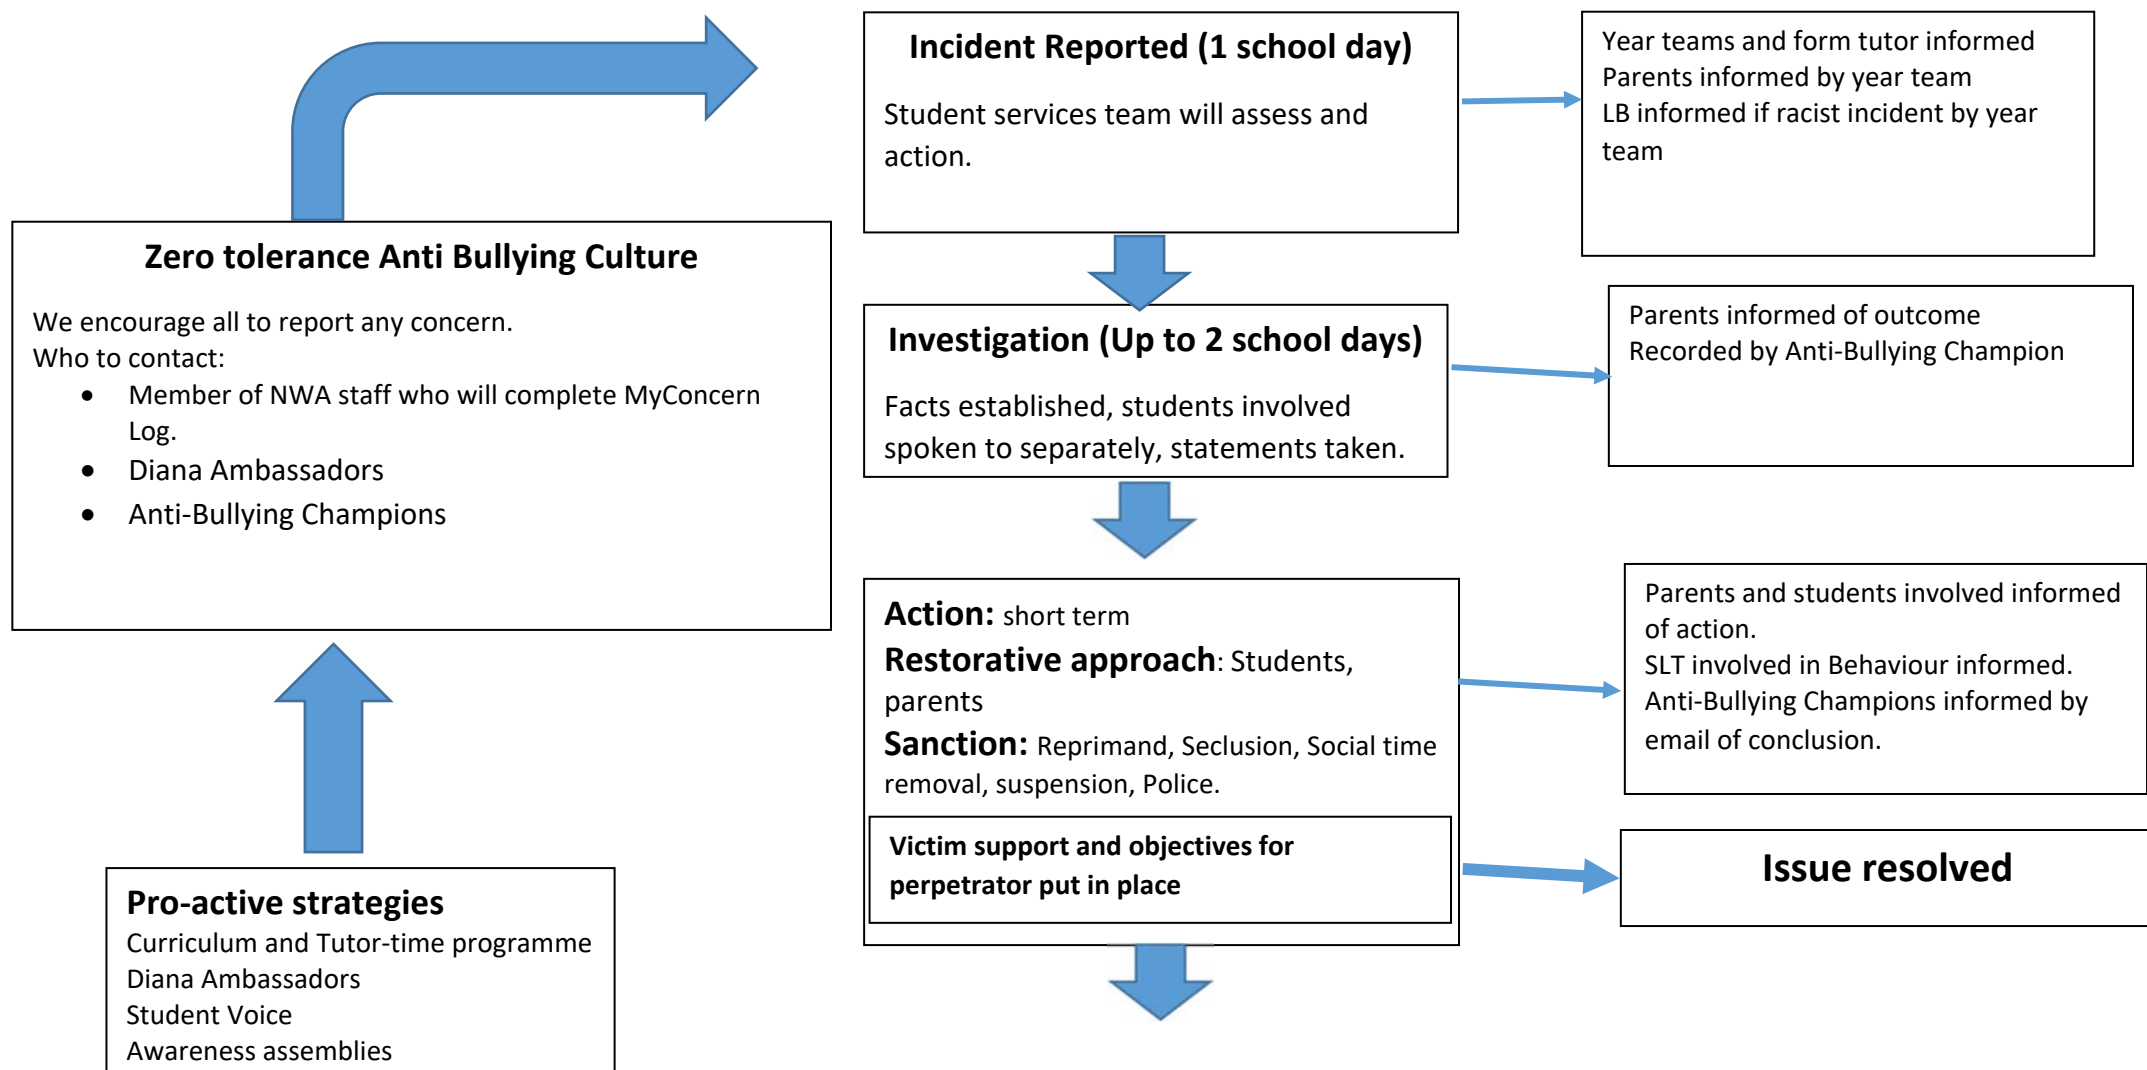 Zero tolerance Anti Bullying Culture
We encourage all to report any concern.
Who to contact:
• Member of NWA staff who will complete MyConcern
Log.
• Diana Ambassadors
• Anti-Bullying Champions
Pro-active strategies
Curriculum and Tutor-time programme
Diana Ambassadors
Student Voice
Awareness assemblies
Incident Reported (1 school day)
Student services team will assess and
action.
Year teams and form tutor informed
Parents informed by year team
LB informed if racist incident by year
team
Investigation (Up to 2 school days)
Facts established, students involved
spoken to separately, statements taken.
Parents informed of outcome
Recorded by Anti-Bullying Champion
Action: short term
Restorative approach: Students,
parents
Sanction: Reprimand, Seclusion, Social time
removal, suspension, Police.
Victim support and objectives for
perpetrator put in place
Parents and students involved informed
of action.
SLT involved in Behaviour informed.
Anti-Bullying Champions informed by
email of conclusion.
Issue resolved